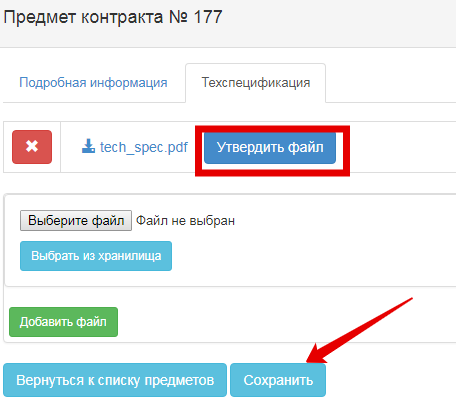 Предмет контракта № 177
Подробная информация Техспецификация
tech_spec.pdf Утвердить файл
Выберите файл Файл не выбран
Выбрать из хранилища
Добавить файл
Вернуться к списку предметов Сохранить